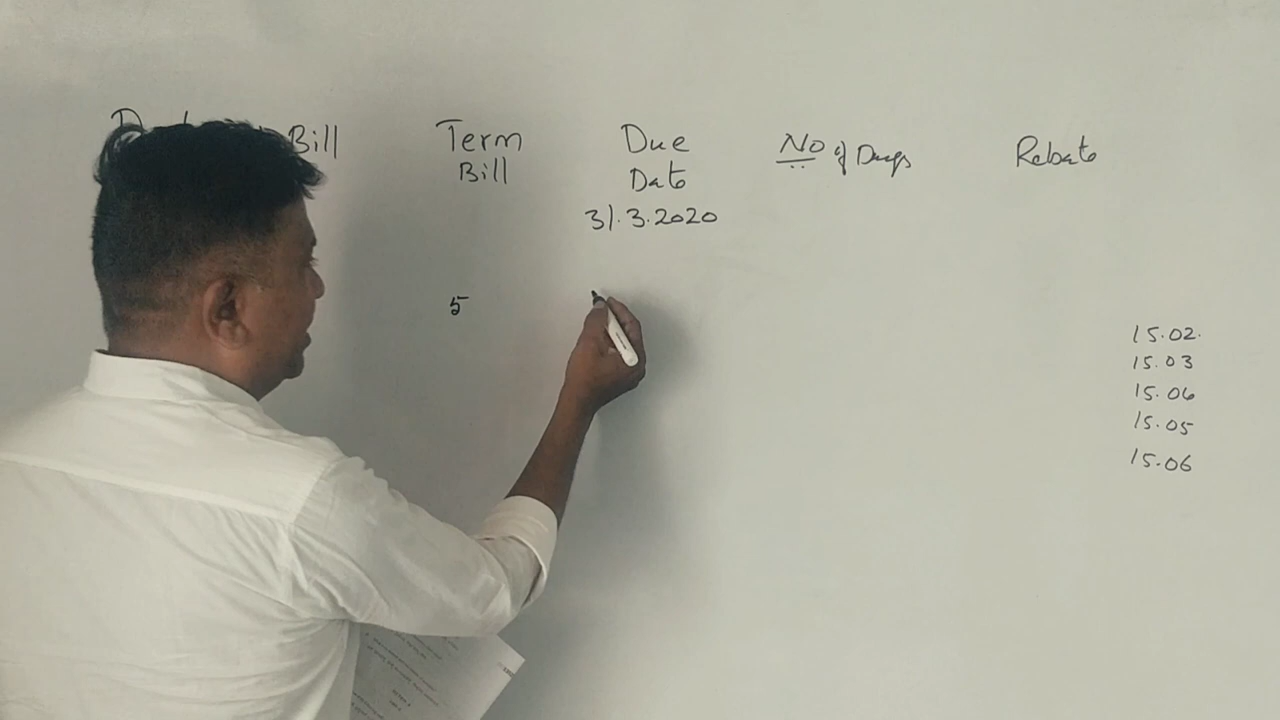 Bill
Term
Bill
Due
Date
31.3.2020
No of Days
Rebate
5
15.02.
15.03
15.04
15.05
15.06